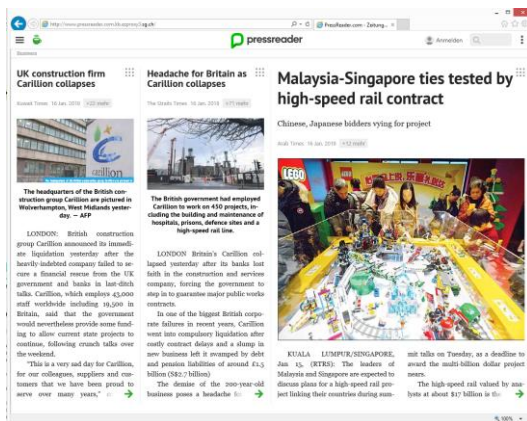 http://www.pressreader.com.iduzproxy2.sg.ch/
PressReader.com - Zeitung...
pressreader
Anmelden
Business
UK construction firm
Carillion collapses
Kuwait Times 16 Jan. 2018 +22 mehr
carillion
The headquarters of the British con-
struction group Carillion are pictured in
Wolverhampton, West Midlands yester-
day. — AFP
LONDON: British construction
group Carillion announced its immedi-
ate liquidation yesterday after the
heavily-indebted company failed to se-
cure a financial rescue from the UK
government and banks in last-ditch
talks. Carillion, which employs 43,000
staff worldwide including 19,500 in
Britain, said that the government
would nevertheless provide some fund-
ing to allow current state projects to
continue, following crunch talks over
the weekend.
"This is a very sad day for Carillion,
for our colleagues, suppliers and cus-
tomers that we have been proud to
serve over many years,"
Headache for Britain as
Carillion collapses
The Straits Times 16 Jan. 2018 +71 mehr
The British government had employed
Carillion to work on 450 projects, in-
cluding the building and maintenance of
hospitals, prisons, defence sites and a
high-speed rail line.
LONDON Britain's Carillion col-
lapsed yesterday after its banks lost
faith in the construction and services
company, forcing the government to
step in to guarantee major public works
contracts.
In one of the biggest British corpo-
rate failures in recent years, Carillion
went into compulsory liquidation after
costly contract delays and a slump in
new business left it swamped by debt
and pension liabilities of around £1.5
billion (S$2.7 billion)
The demise of the 200-year-old
business poses a headache
Malaysia-Singapore ties tested by
high-speed rail contract
Chinese, Japanese bidders vying for project
Arab Times 16 Jan. 2018 +12 mehr
LEGO
LEGO
KUALA LUMPUR/SINGAPORE,
Jan 15, (RTRS): The leaders of
Malaysia and Singapore are expected to
discuss plans for a high-speed rail pro-
ject linking their countries during sum-
mit talks on Tuesday, as a deadline to
award the multi-billion dollar project
nears.
The high-speed rail valued by ana-
lysts at about $17 billion is the
100%